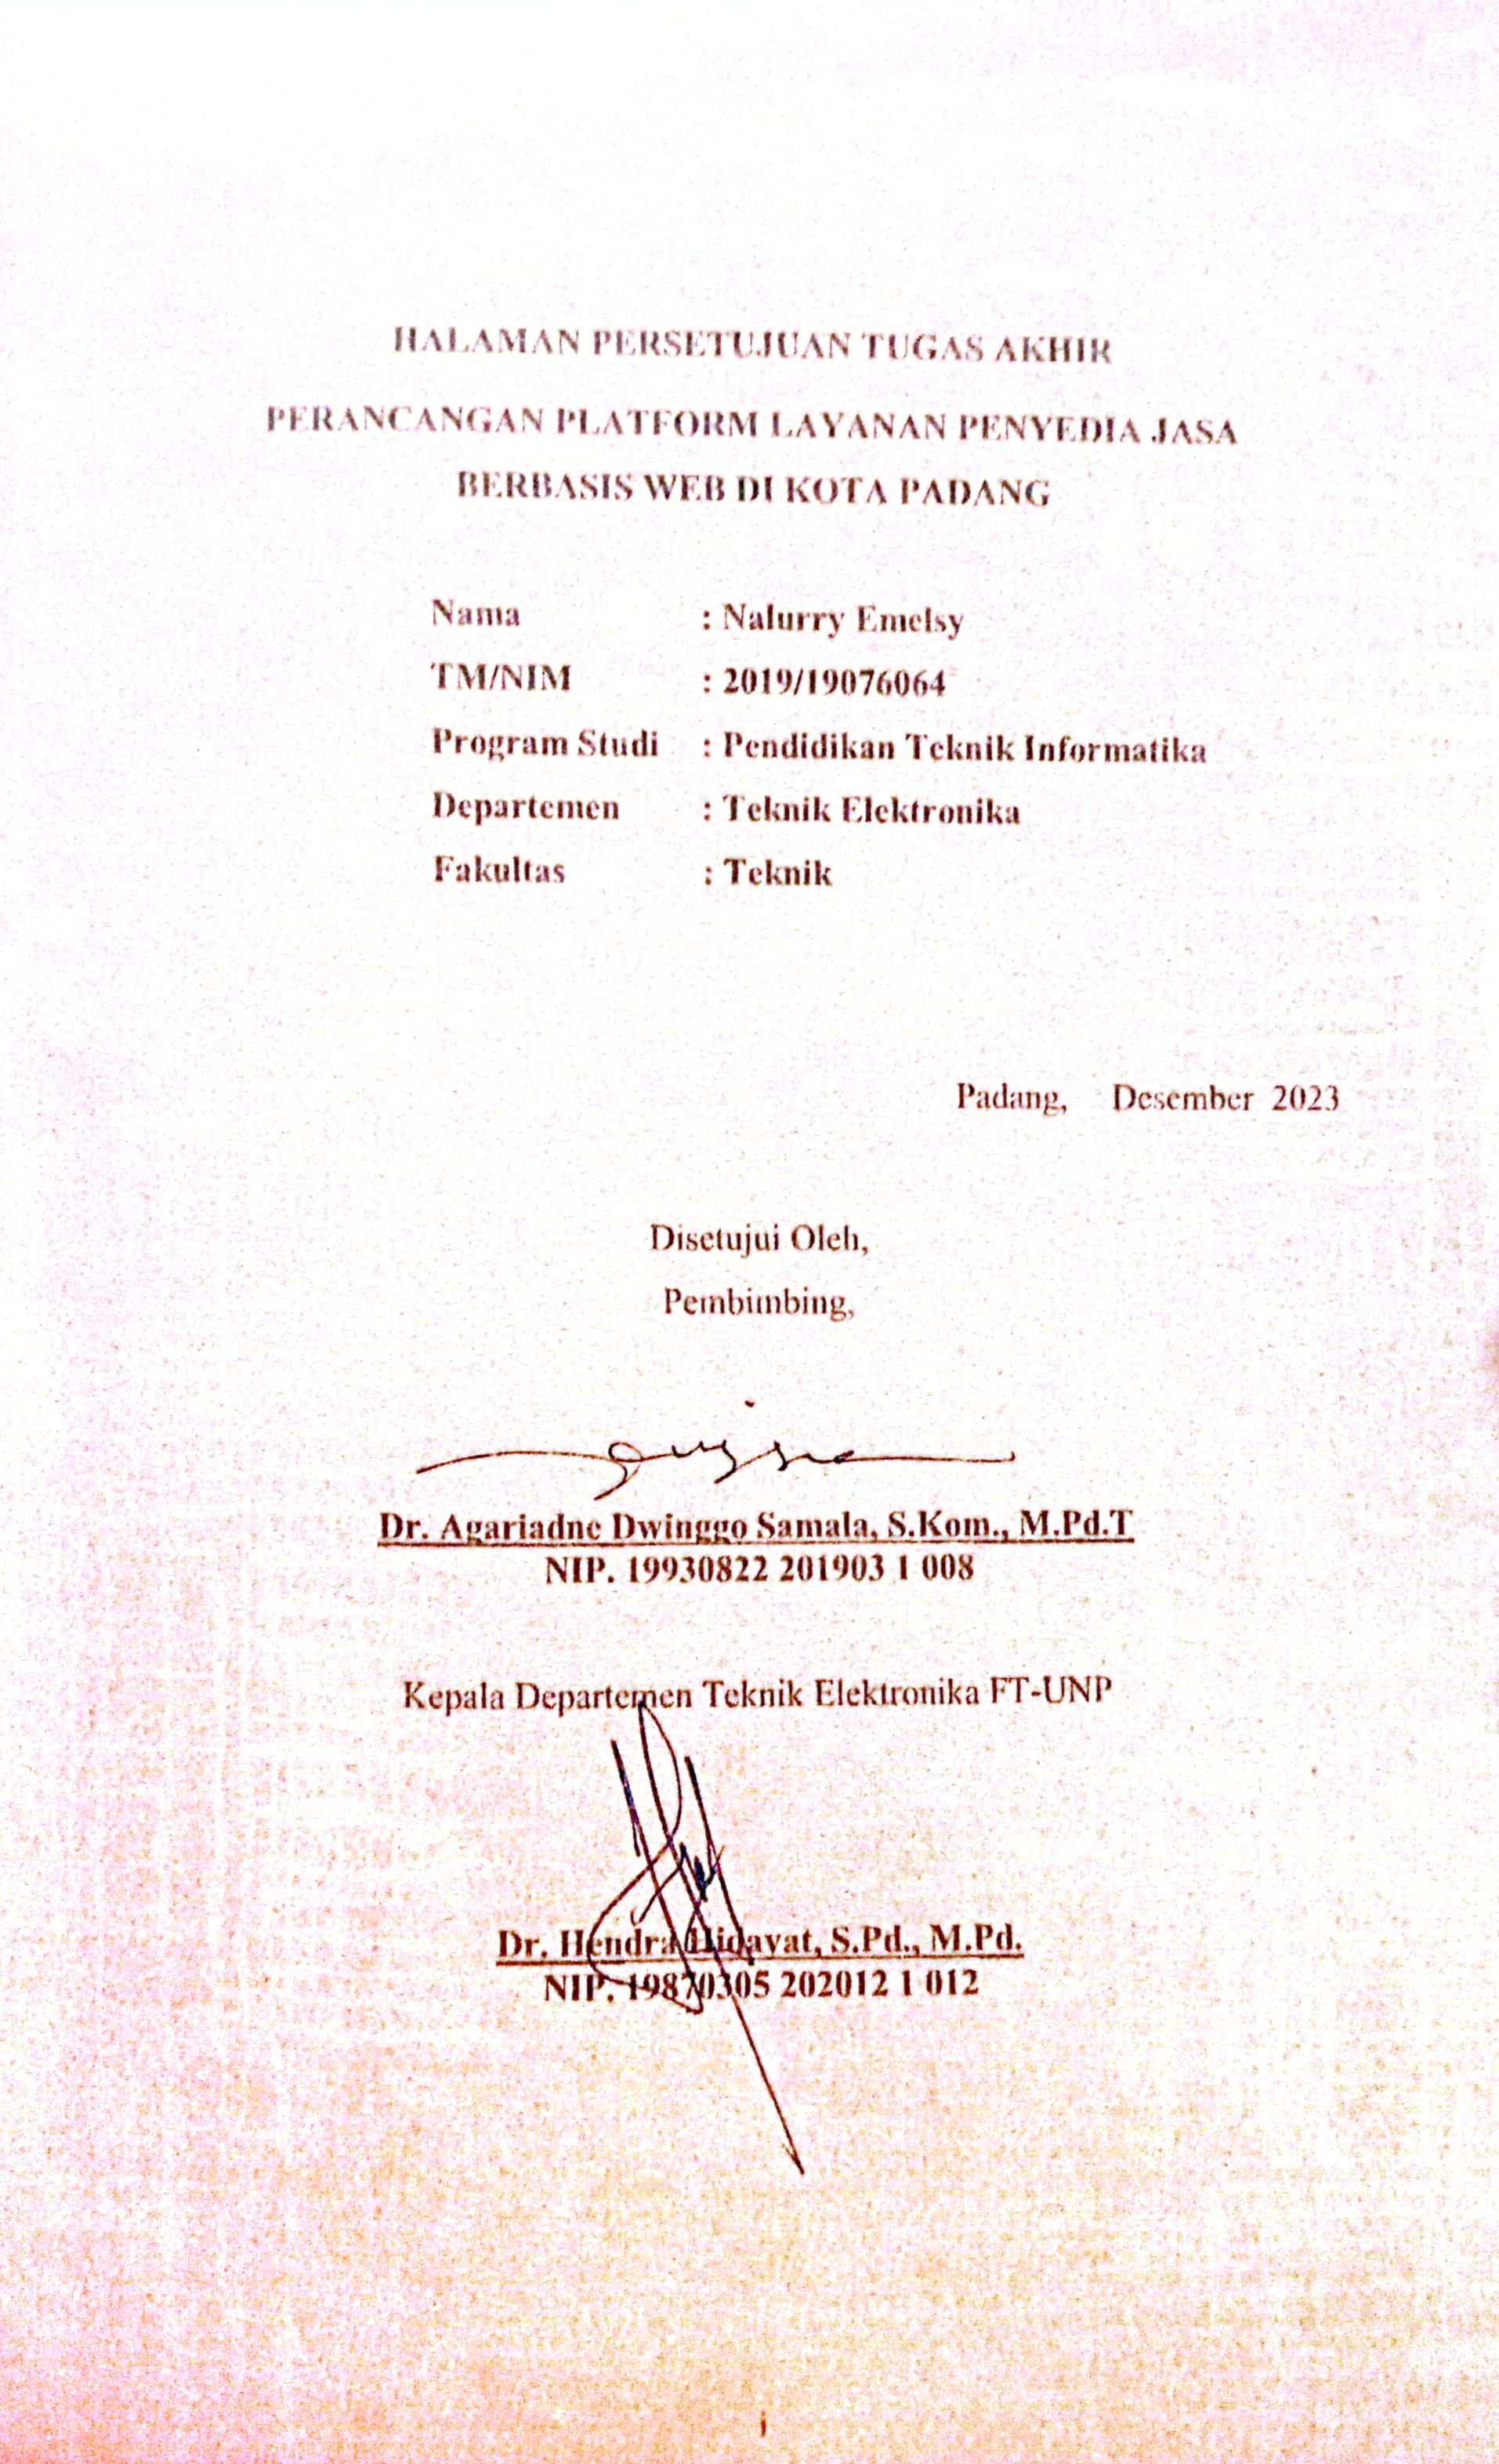 HALAMAN PERSETUJUAN TUGAS AKHIR
PERANCANGAN PLATFORM LAYANAN PENYEDIA JASA
BERBASIS WEB DI KOTA PADANG
Nama : Nalurry Emelsy
TM/NIM : 2019/19076064
Program Studi : Pendidikan Teknik Informatika
Departemen : Teknik Elektronika
Fakultas : Teknik
Padang, Desember 2023
Disetujui Oleh,
Pembimbing,
Dr. Agariadne Dwinggo Samala, S.Kom., M.Pd.T
NIP. 19930822 201903 1 008
Kepala Departemen Teknik Elektronika FT-UNP
Dr. Hendra Hidayat, S.Pd., M.Pd.
NIP. 19870305 202012 1 012
i